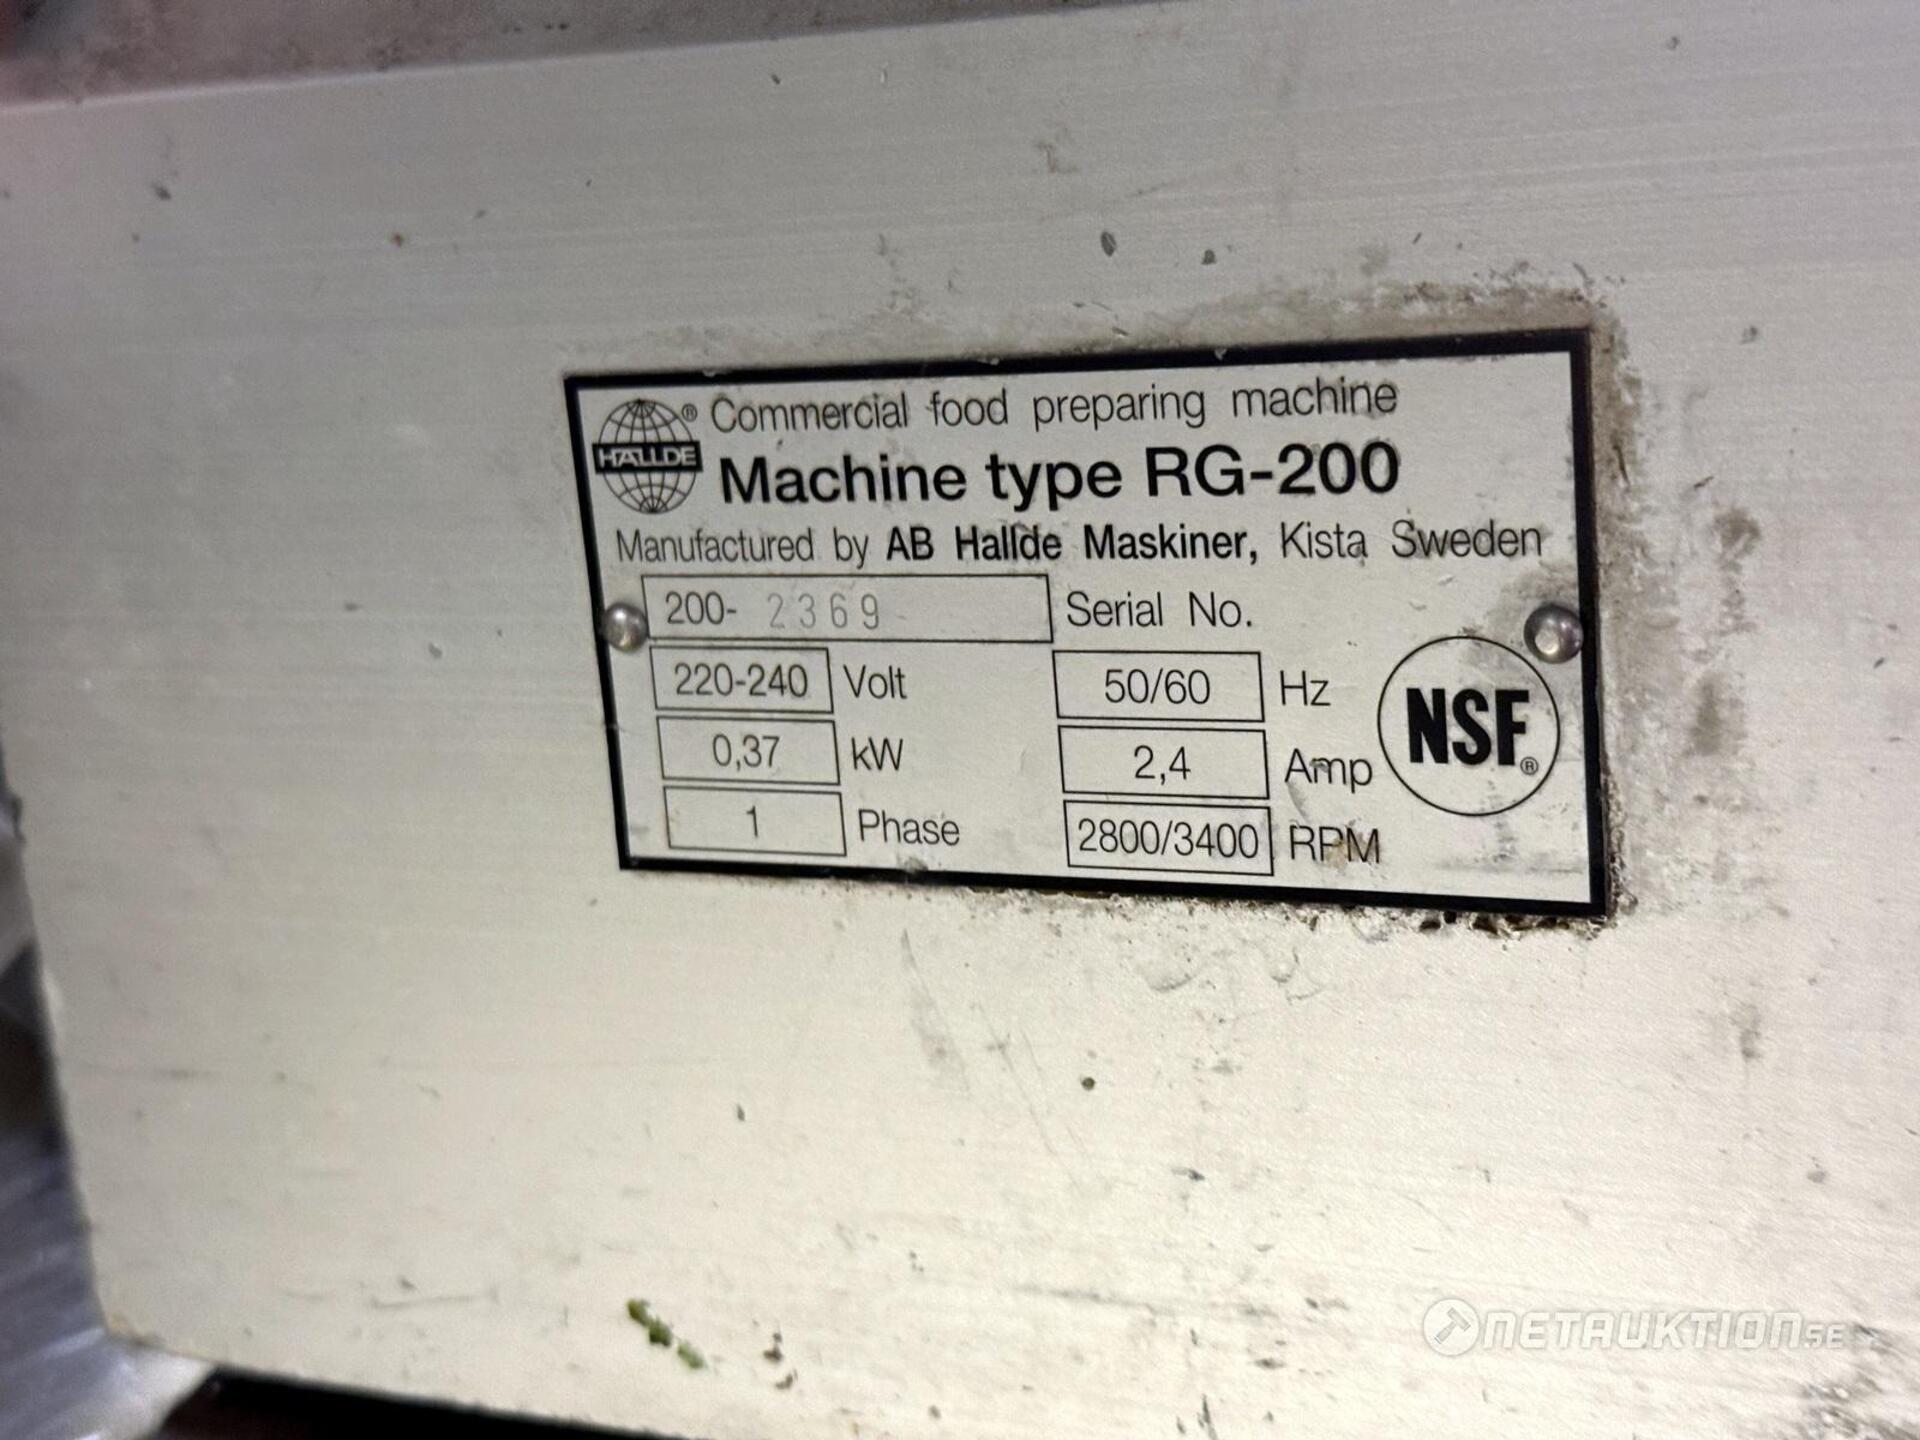 ® Commercial food preparing machine
HALLDE
Machine type RG-200
Manufactured by AB Hallde Maskiner, Kista Sweden
200- 2369 Serial No.
220-240 Volt 50/60 Hz
0,37 kW 2,4 Amp
1 Phase 2800/3400 RPM
NSF®
NETAUKTION.SE